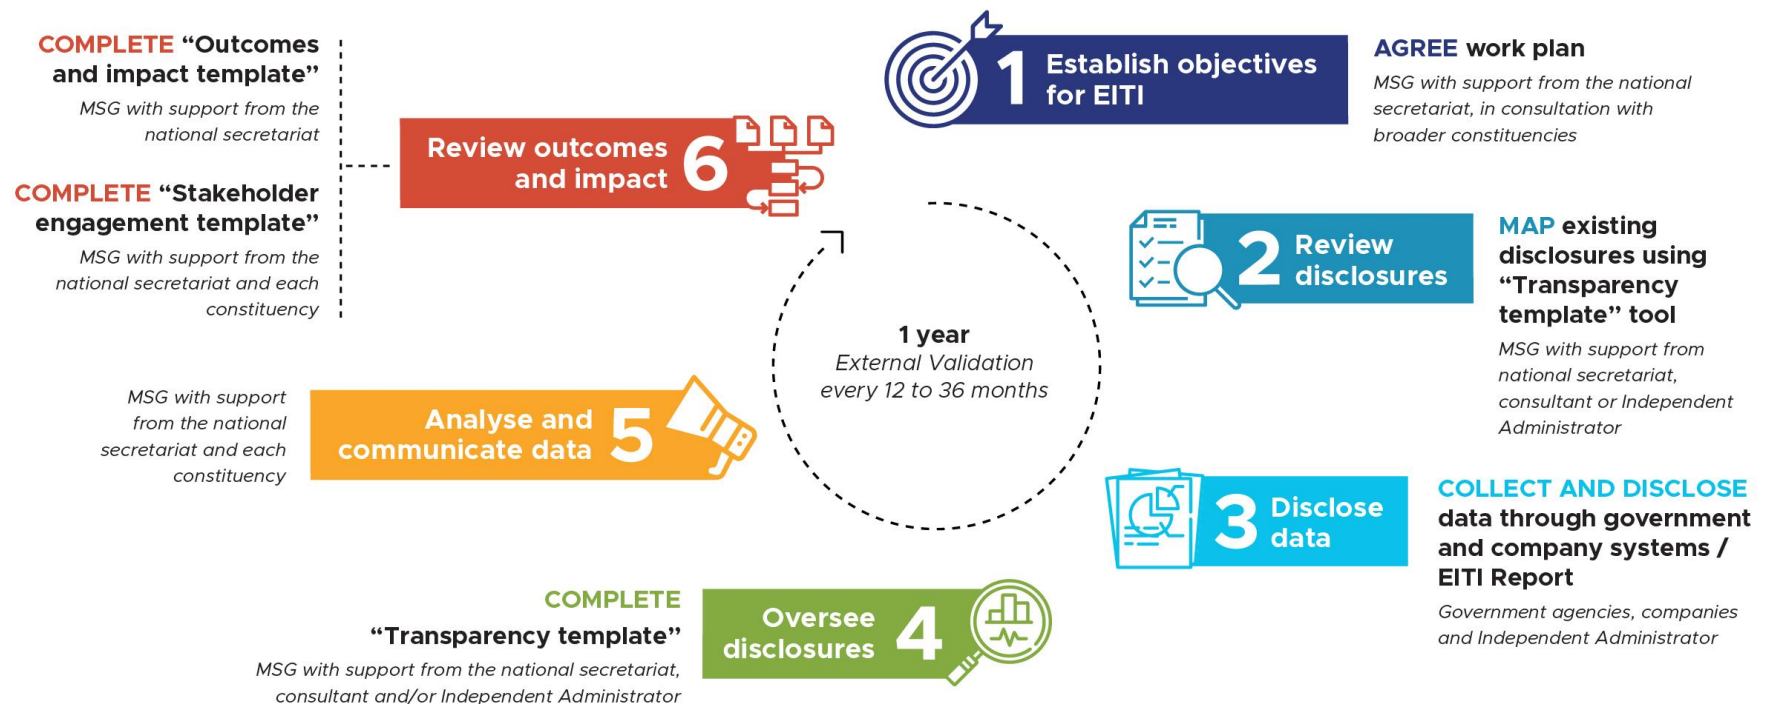 1
Establish objectives
for EITI
AGREE work plan
MSG with support from the national
secretariat, in consultation with
broader constituencies
2
Review
disclosures
MAP existing
disclosures using
“Transparency
template” tool
MSG with support from
national secretariat,
consultant or Independent
Administrator
3
Disclose
data
COLLECT AND DISCLOSE
data through government
and company systems /
EITI Report
Government agencies, companies
and Independent Administrator
Oversee
disclosures
4
COMPLETE
“Transparency template”
MSG with support from the national secretariat,
consultant and/or Independent Administrator
Analyse and
communicate data
5
MSG with support
from the national
secretariat and each
constituency
Review outcomes
and impact
6
COMPLETE “Outcomes
and impact template”
MSG with support from the
national secretariat
COMPLETE “Stakeholder
engagement template”
MSG with support from the
national secretariat and each
constituency
1 year
External Validation
every 12 to 36 months